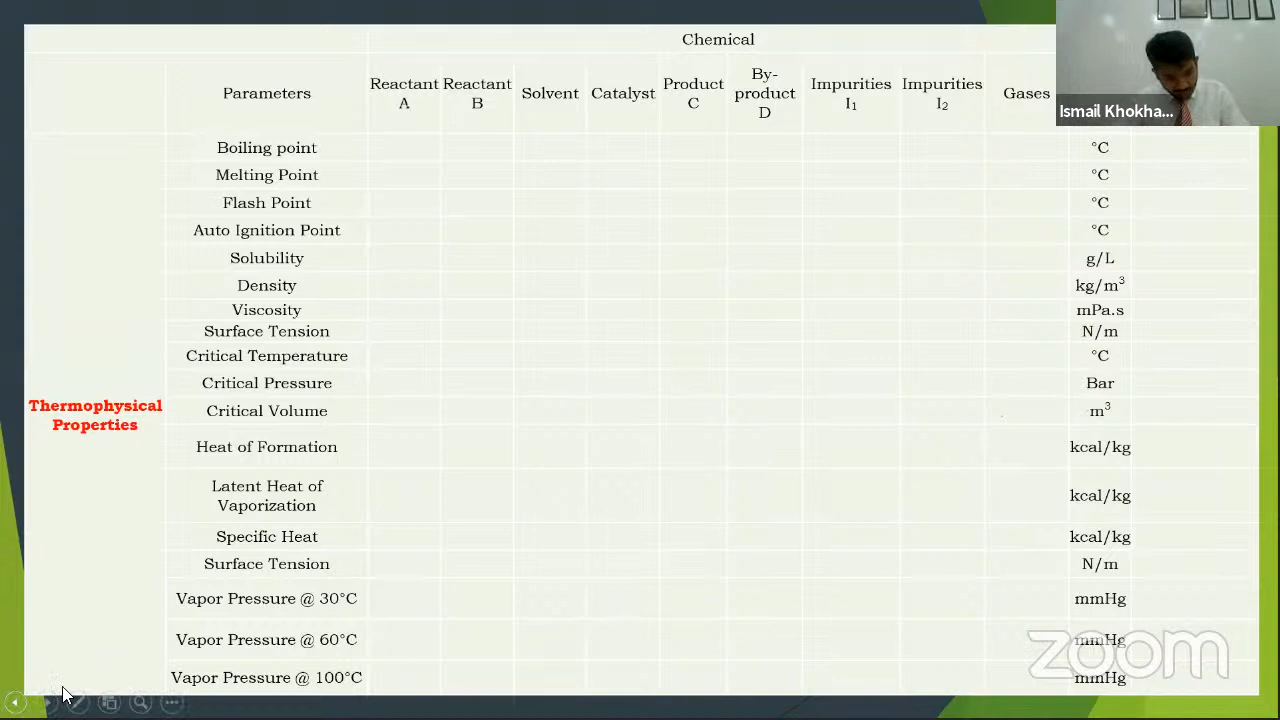 Chemical
Parameters
Reactant A
Reactant B
Solvent
Catalyst
Product C
By-product D
Impurities I₁
Impurities I₂
Gases
Ismail Khokha...
Thermophysical
Properties
Boiling point °C
Melting Point °C
Flash Point °C
Auto Ignition Point °C
Solubility g/L
Density kg/m³
Viscosity mPa.s
Surface Tension N/m
Critical Temperature °C
Critical Pressure Bar
Critical Volume m³
Heat of Formation kcal/kg
Latent Heat of
Vaporization kcal/kg
Specific Heat kcal/kg
Surface Tension N/m
Vapor Pressure @ 30°C mmHg
Vapor Pressure @ 60°C mmHg
Vapor Pressure @ 100°C mmHg
zoom